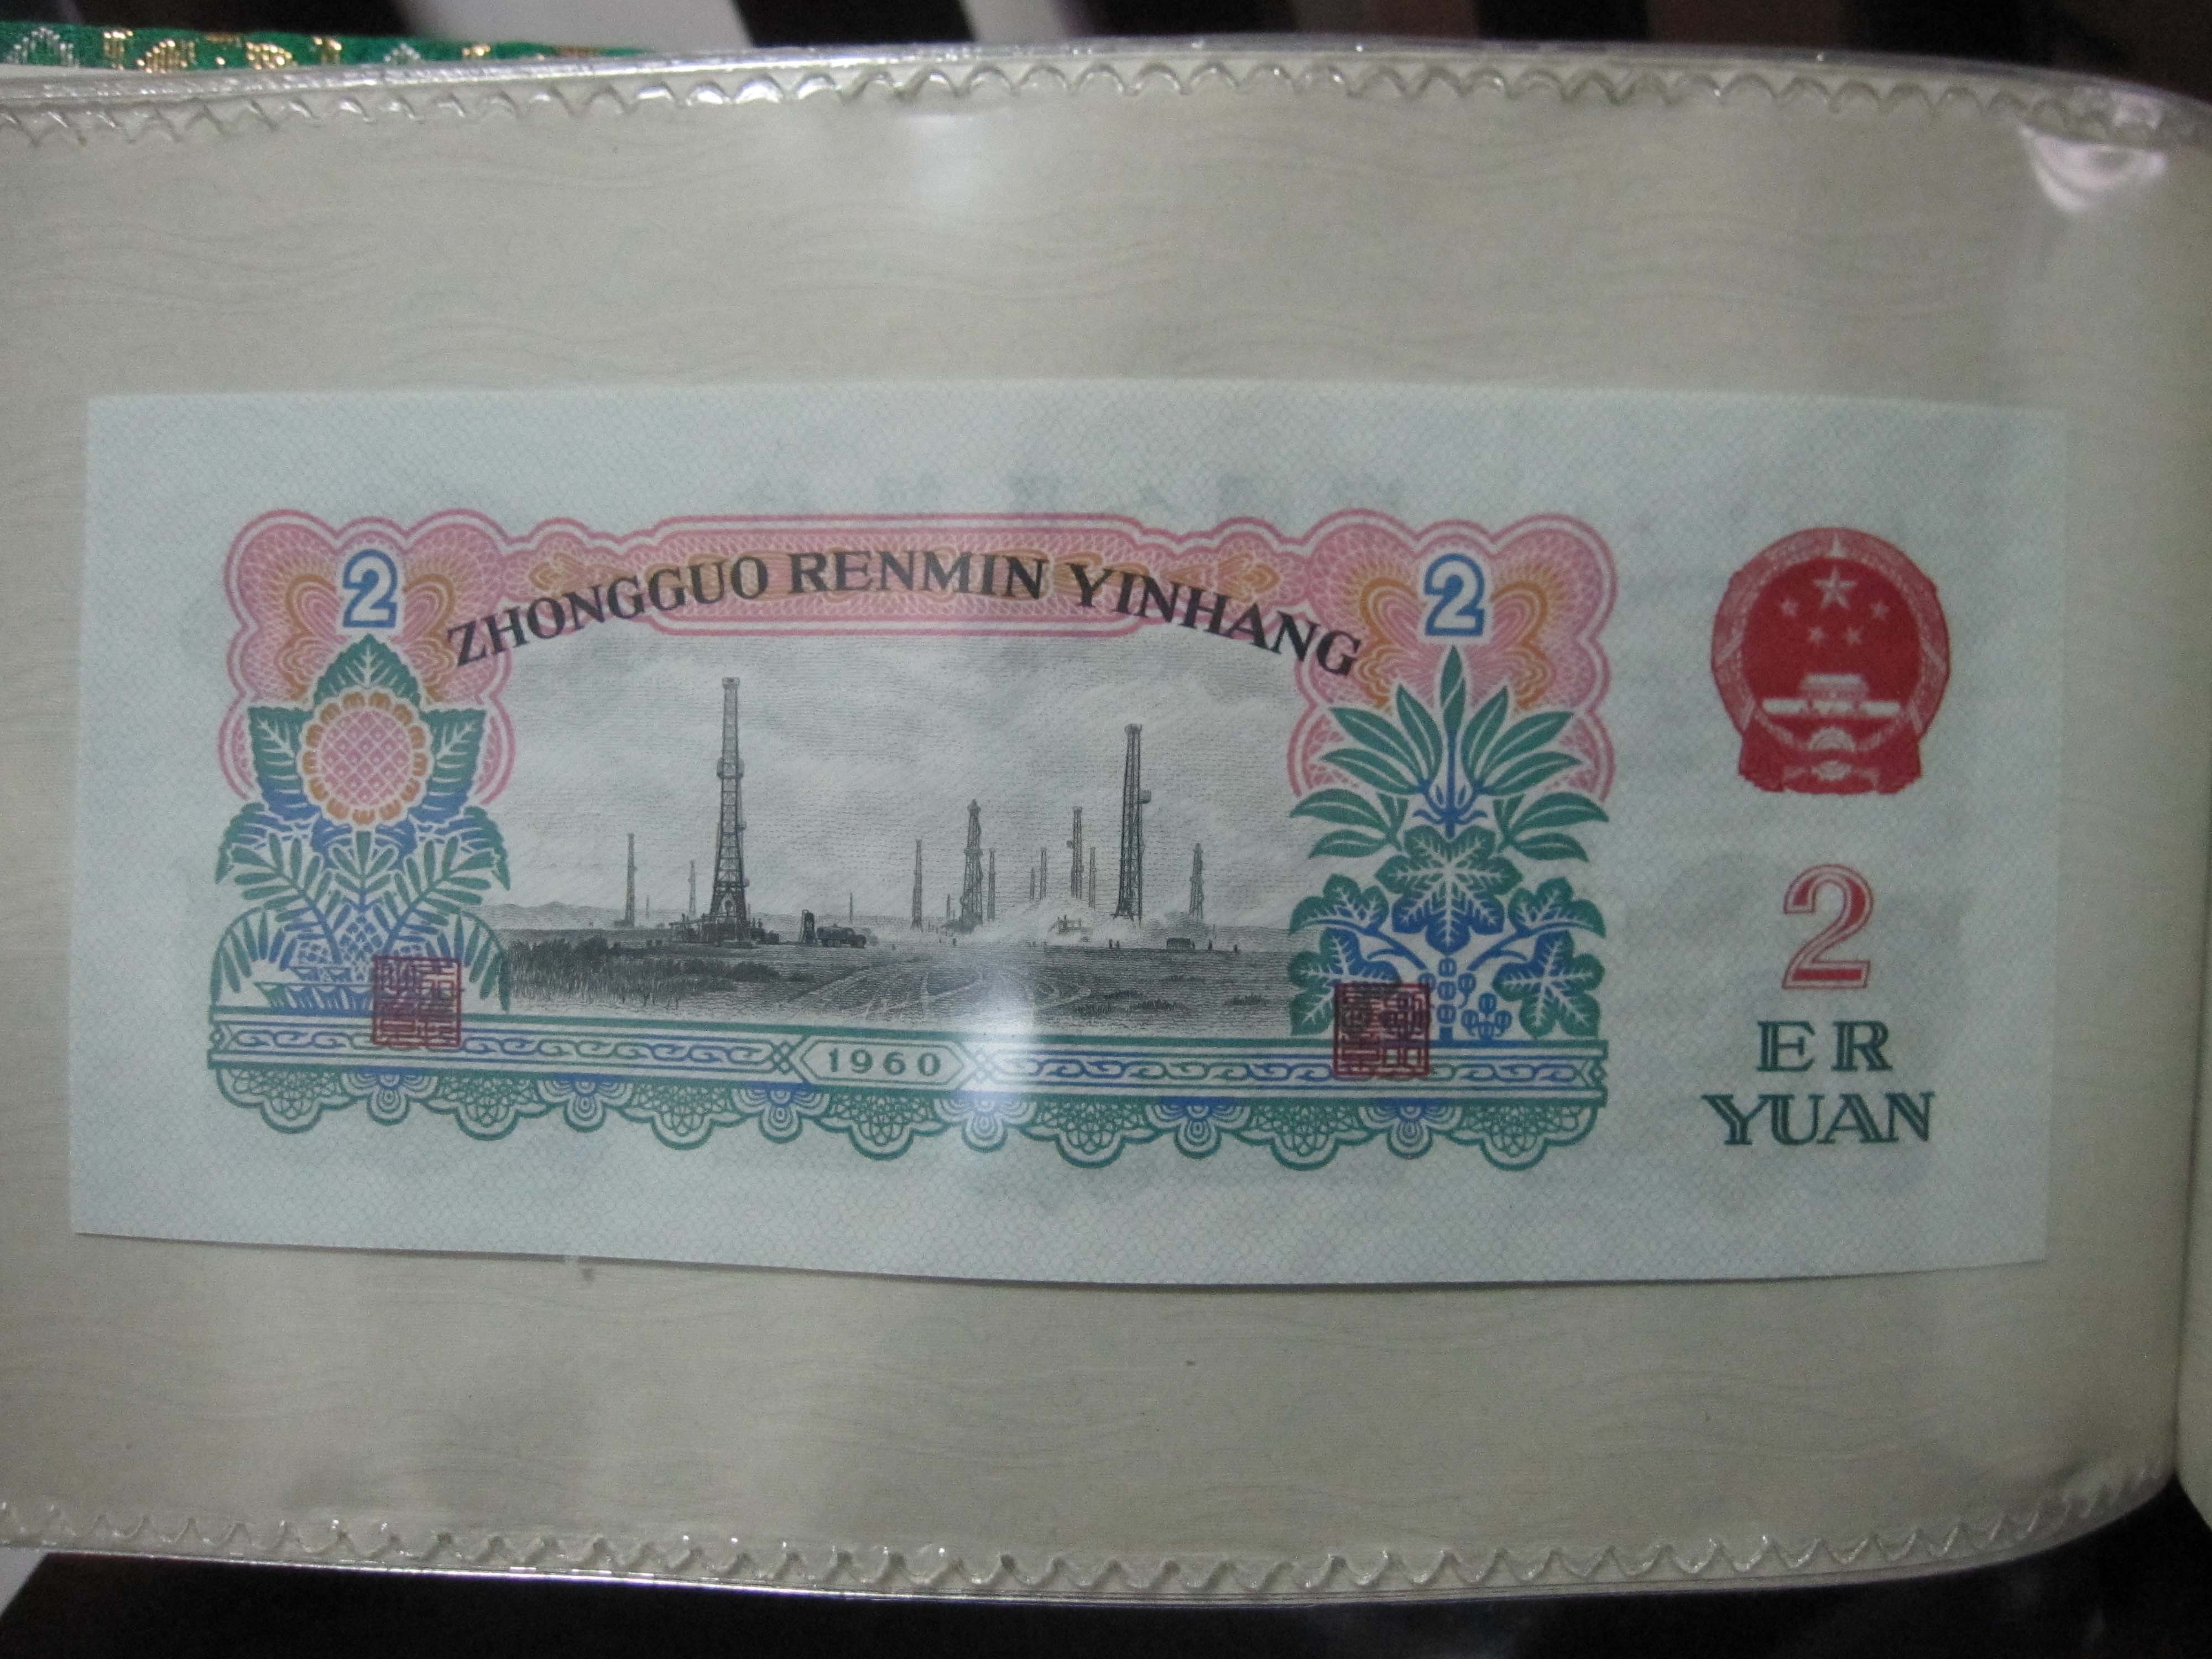 2
2
ZHONGGUO RENMIN YINHANG
1960
2
ER
YUAN